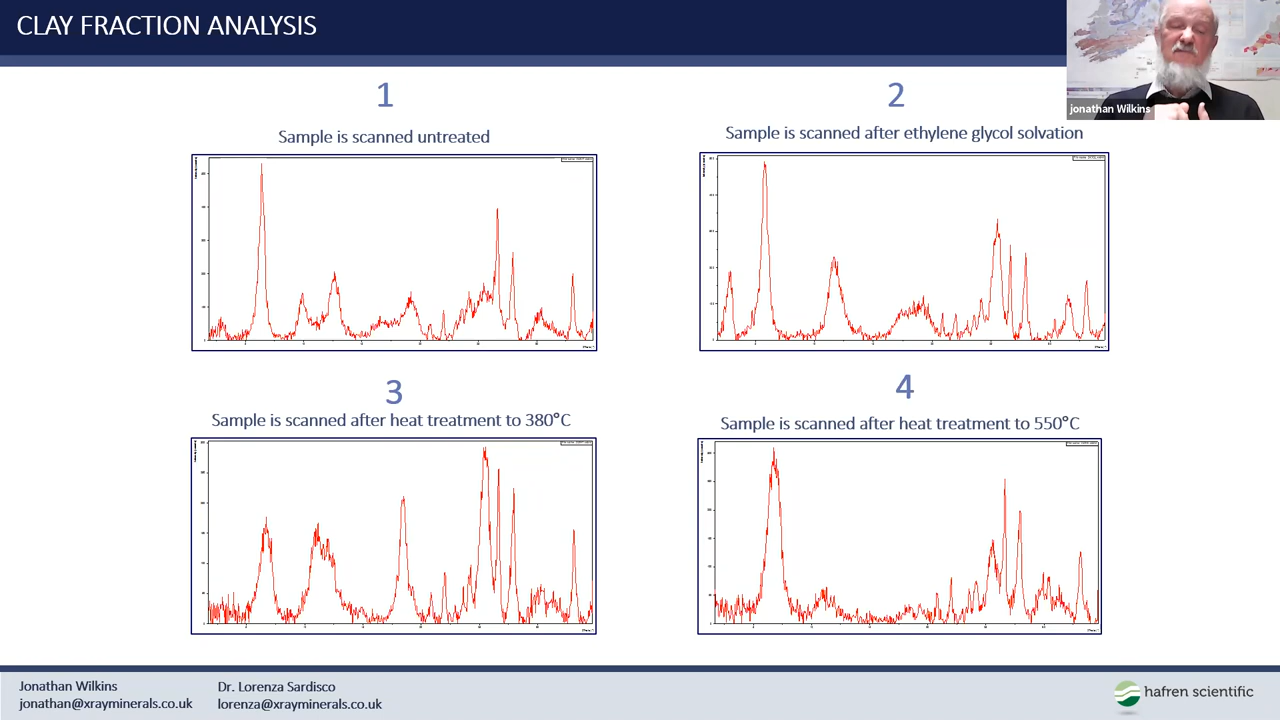 CLAY FRACTION ANALYSIS
jonathan Wilkins
1
Sample is scanned untreated
2
Sample is scanned after ethylene glycol solvation
3
Sample is scanned after heat treatment to 380°C
4
Sample is scanned after heat treatment to 550°C
Jonathan Wilkins
jonathan@xrayminerals.co.uk
Dr. Lorenza Sardisco
lorenza@xrayminerals.co.uk
hafren scientific